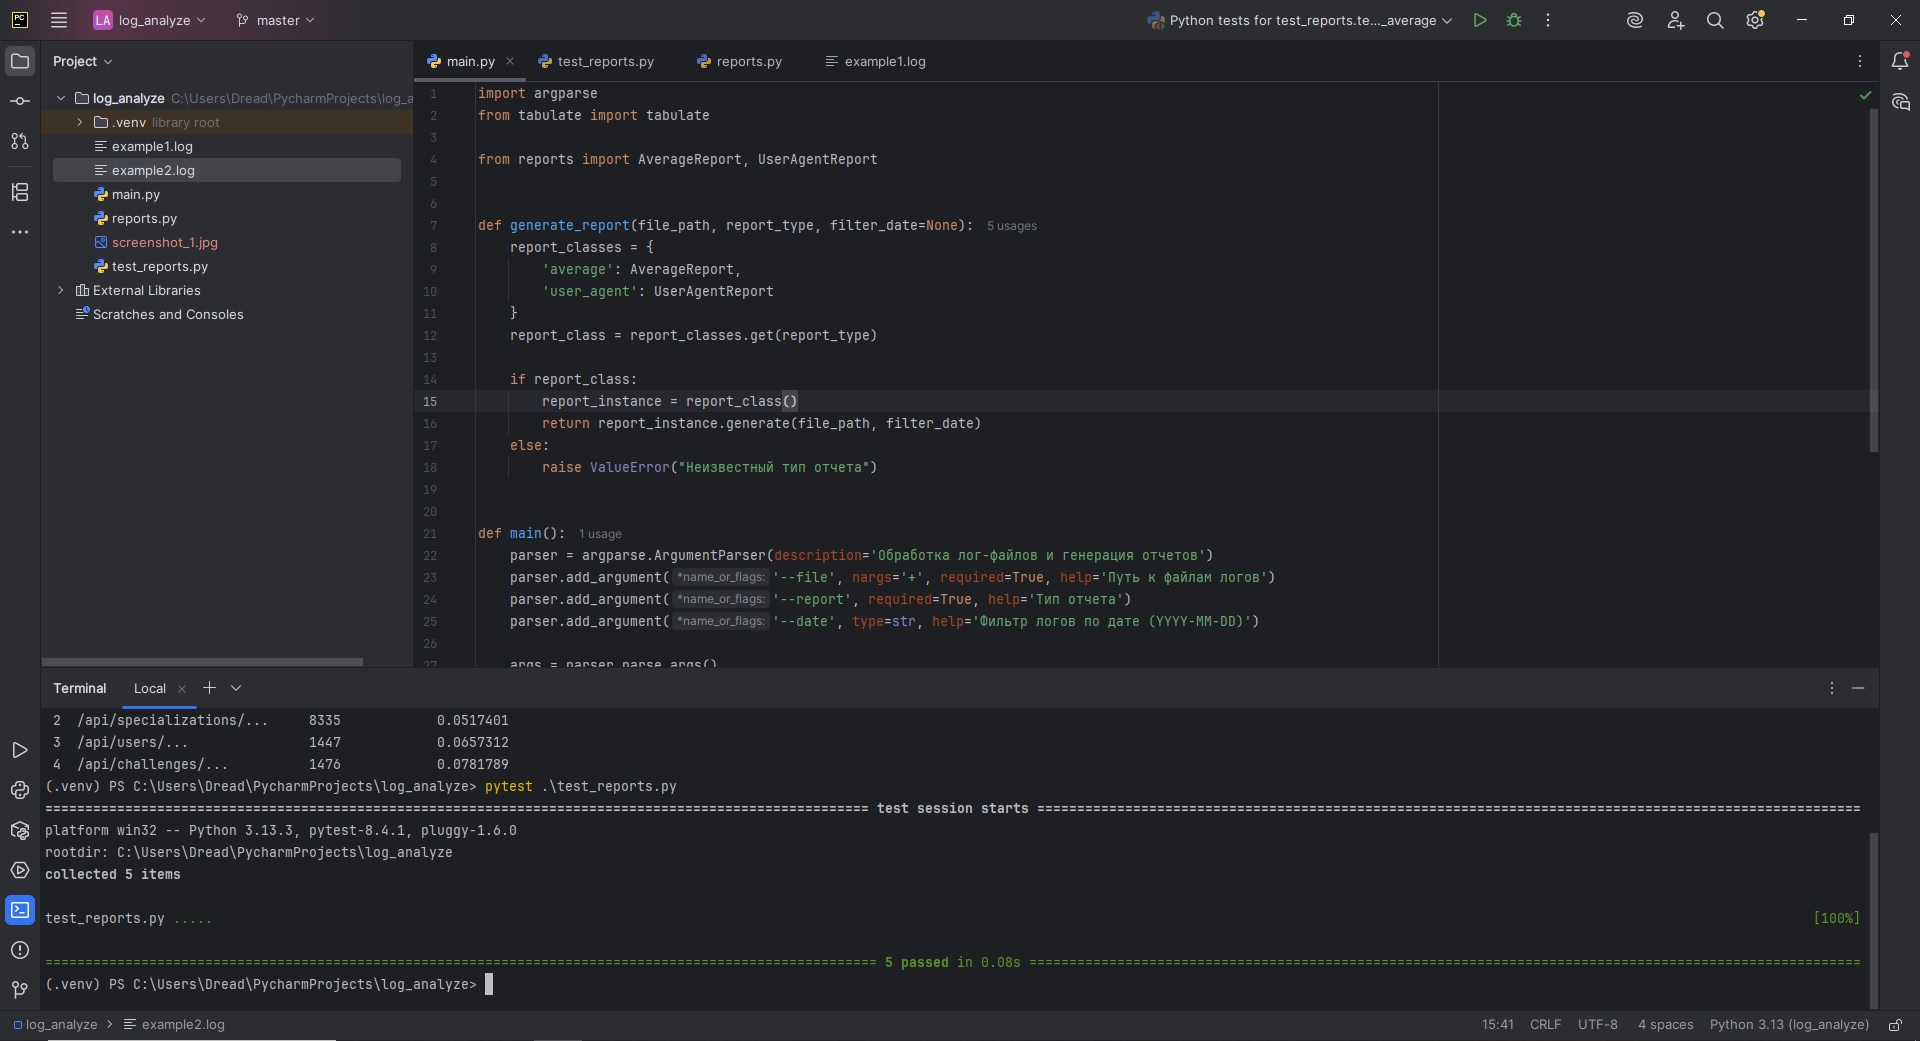 PC LA log_analyze master Python tests for test_reports.te..._average
Project
log_analyze C:\Users\Dread\PycharmProjects\log_a
.venv library root
example1.log
example2.log
main.py
reports.py
screenshot_1.jpg
test_reports.py
External Libraries
Scratches and Consoles
main.py test_reports.py reports.py example1.log
1 import argparse
2 from tabulate import tabulate
3
4 from reports import AverageReport, UserAgentReport
5
6
7 def generate_report(file_path, report_type, filter_date=None): 5 usages
8 report_classes = {
9 'average': AverageReport,
10 'user_agent': UserAgentReport
11 }
12 report_class = report_classes.get(report_type)
13
14 if report_class:
15 report_instance = report_class()
16 return report_instance.generate(file_path, filter_date)
17 else:
18 raise ValueError("Неизвестный тип отчета")
19
20
21 def main(): 1 usage
22 parser = argparse.ArgumentParser(description='Обработка лог-файлов и генерация отчетов')
23 parser.add_argument( *name_or_flags: '--file', nargs='+', required=True, help='Путь к файлам логов')
24 parser.add_argument( *name_or_flags: '--report', required=True, help='Тип отчета')
25 parser.add_argument( *name_or_flags: '--date', type=str, help='Фильтр логов по дате (YYYY-MM-DD)')
26
27 args = parser.parse_args()
Terminal Local
2 /api/specializations/... 8335 0.0517401
3 /api/users/... 1447 0.0657312
4 /api/challenges/... 1476 0.0781789
(.venv) PS C:\Users\Dread\PycharmProjects\log_analyze> pytest .\test_reports.py
======================================================================================================= test session starts =======================================================================================================
platform win32 -- Python 3.13.3, pytest-8.4.1, pluggy-1.6.0
rootdir: C:\Users\Dread\PycharmProjects\log_analyze
collected 5 items
test_reports.py ..... [100%]
======================================================================================================== 5 passed in 0.08s ========================================================================================================
(.venv) PS C:\Users\Dread\PycharmProjects\log_analyze>
log_analyze > example2.log 15:41 CRLF UTF-8 4 spaces Python 3.13 (log_analyze)